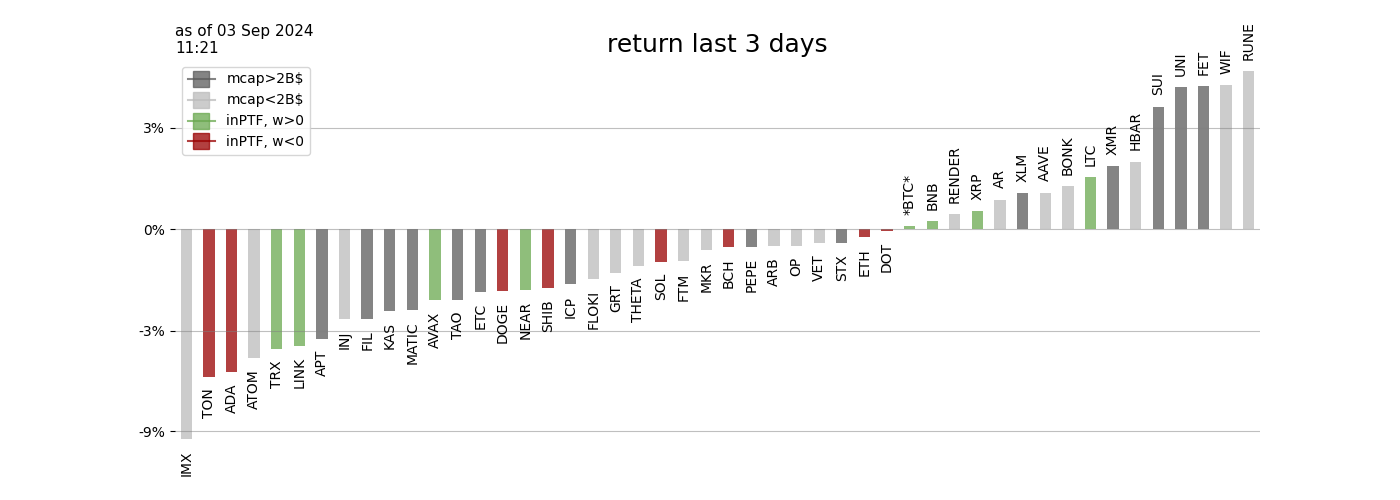 as of 03 Sep 2024
11:21
return last 3 days
mcap>2B$
mcap<2B$
inPTF, w>0
inPTF, w<0
3%
0%
-3%
-9%
IMX
TON
ADA
ATOM
TRX
LINK
APT
INJ
FIL
KAS
MATIC
AVAX
TAO
ETC
DOGE
NEAR
SHIB
ICP
FLOKI
GRT
THETA
SOL
FTM
MKR
BCH
PEPE
ARB
OP
VET
STX
ETH
DOT
*BTC*
BNB
RENDER
XRP
AR
XLM
AAVE
BONK
LTC
XMR
HBAR
SUI
UNI
FET
WIF
RUNE